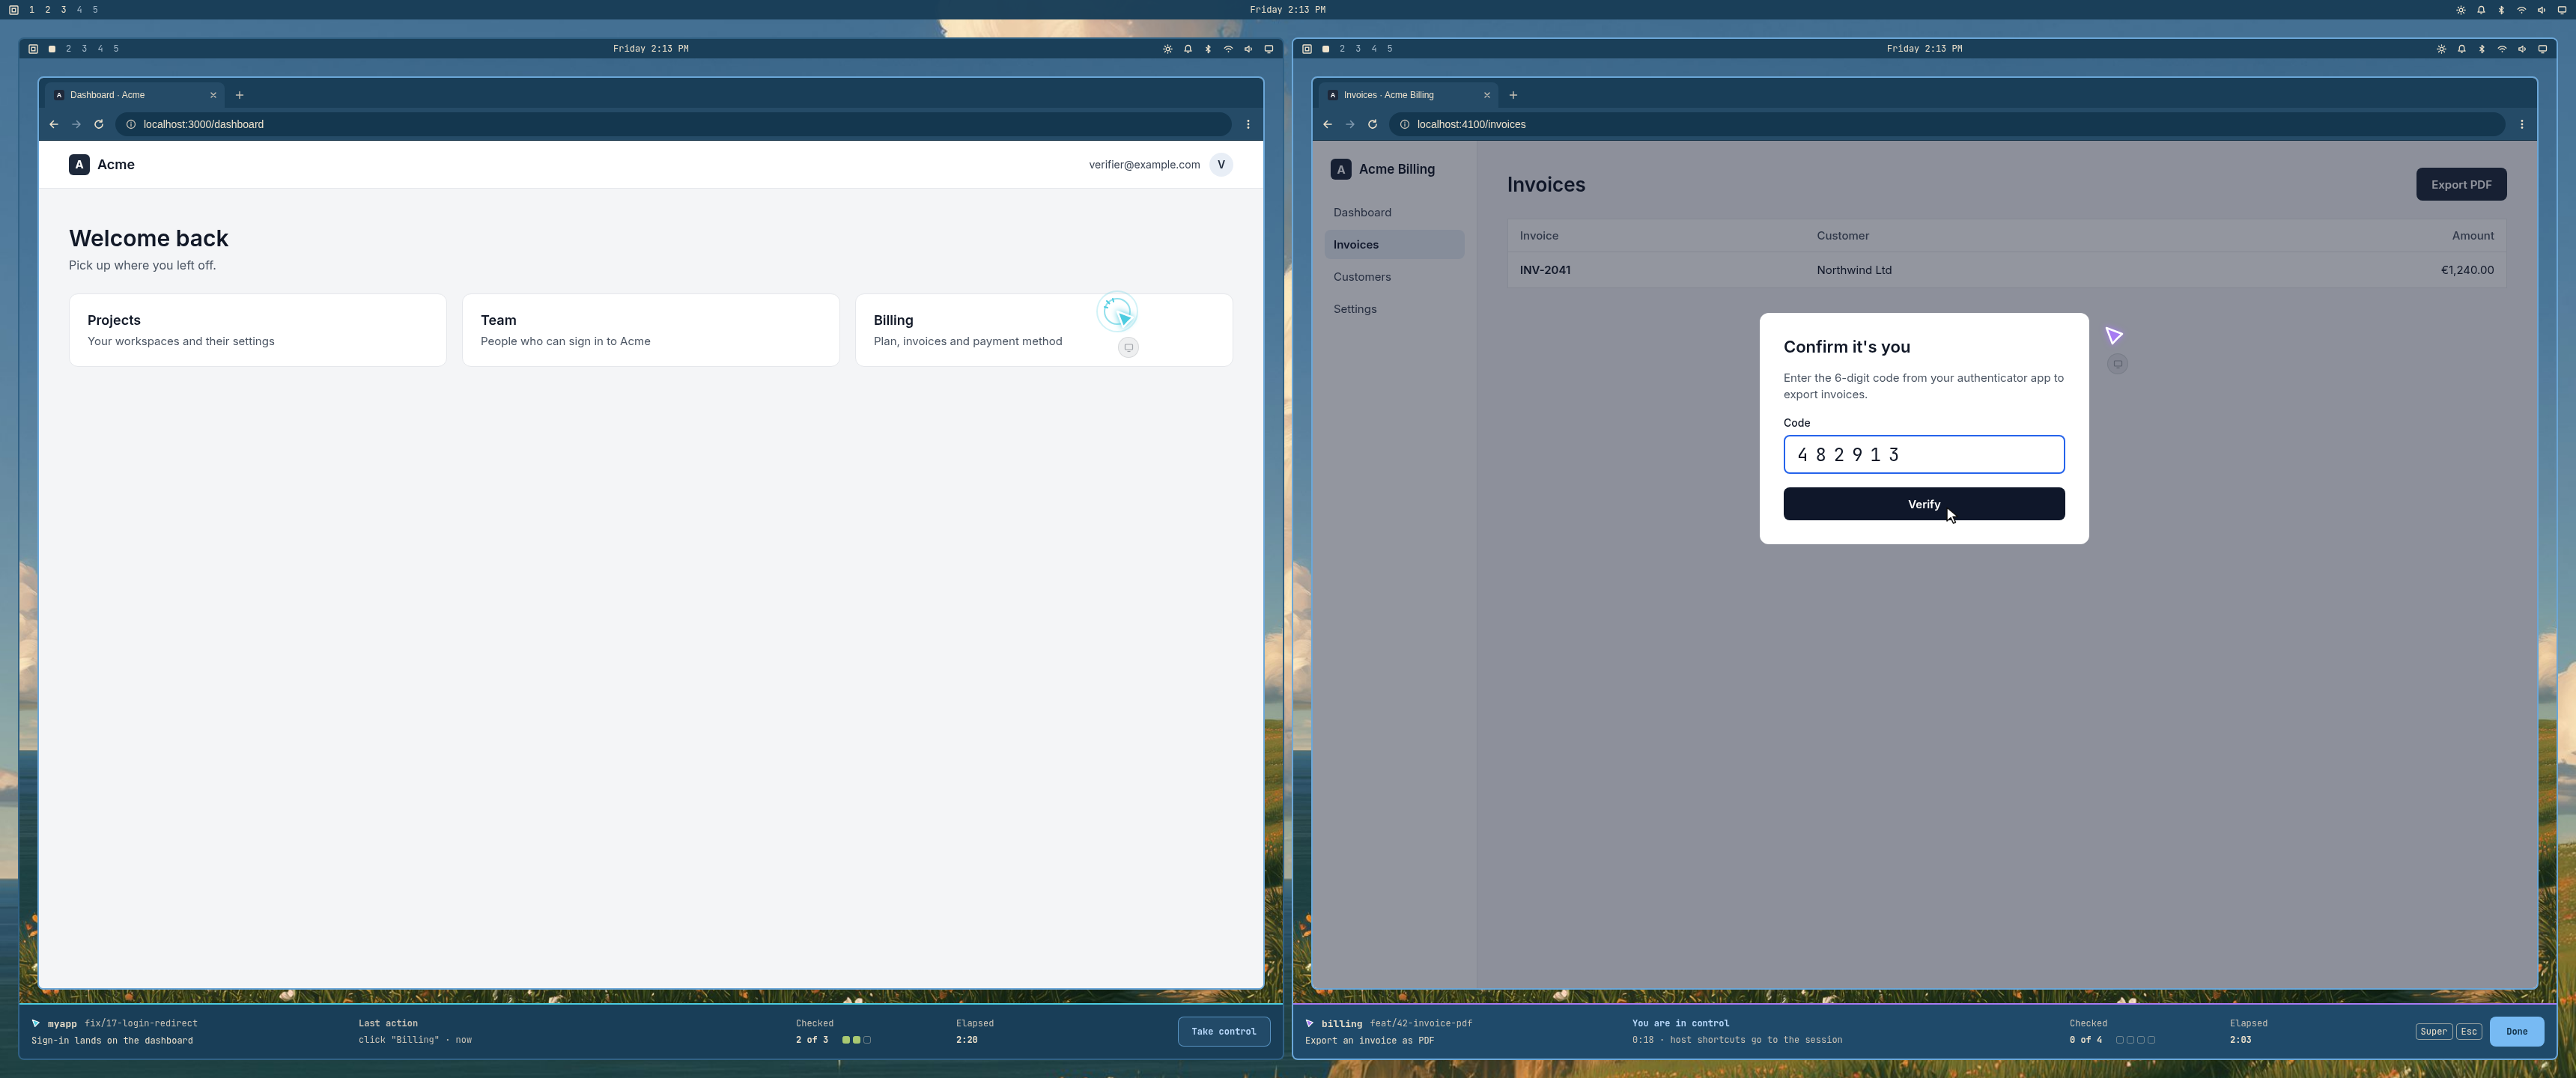 1 2 3 4 5
Friday 2:13 PM
2 3 4 5
Friday 2:13 PM
A Dashboard · Acme
localhost:3000/dashboard
A Acme
verifier@example.com V
Welcome back
Pick up where you left off.
Projects
Your workspaces and their settings
Team
People who can sign in to Acme
Billing
Plan, invoices and payment method
myapp fix/17-login-redirect
Sign-in lands on the dashboard
Last action
click "Billing" · now
Checked
2 of 3
Elapsed
2:20
Take control
2 3 4 5
Friday 2:13 PM
A Invoices · Acme Billing
localhost:4100/invoices
A Acme Billing
Dashboard
Invoices
Customers
Settings
Invoices
Export PDF
Invoice Customer Amount
INV-2041 Northwind Ltd €1,240.00
Confirm it's you
Enter the 6-digit code from your authenticator app to
export invoices.
Code
482913
Verify
billing feat/42-invoice-pdf
Export an invoice as PDF
You are in control
0:18 · host shortcuts go to the session
Checked
0 of 4
Elapsed
2:03
Super Esc
Done